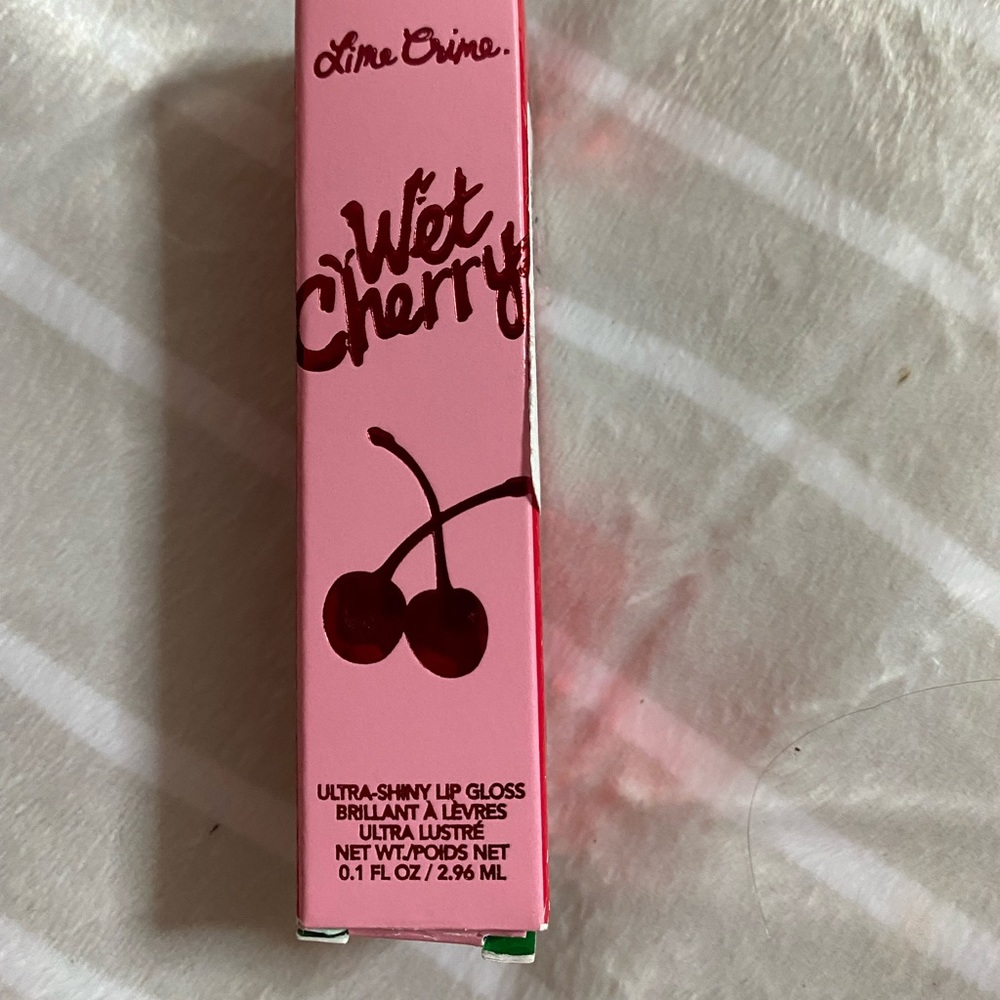 Lime Crime.
Wet
Cherry
ULTRA-SHINY LIP GLOSS
BRILLANT À LÈVRES
ULTRA LUSTRÉ
NET WT./POIDS NET
0.1 FL OZ / 2.96 ML